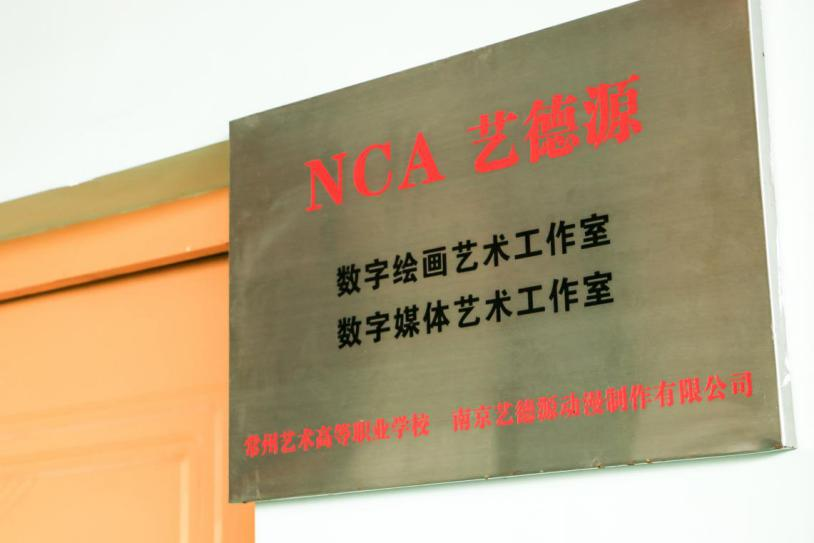 NCA 艺德源
数字绘画艺术工作室
数字媒体艺术工作室
常州艺术高等职业学校 南京艺德源动漫制作有限公司